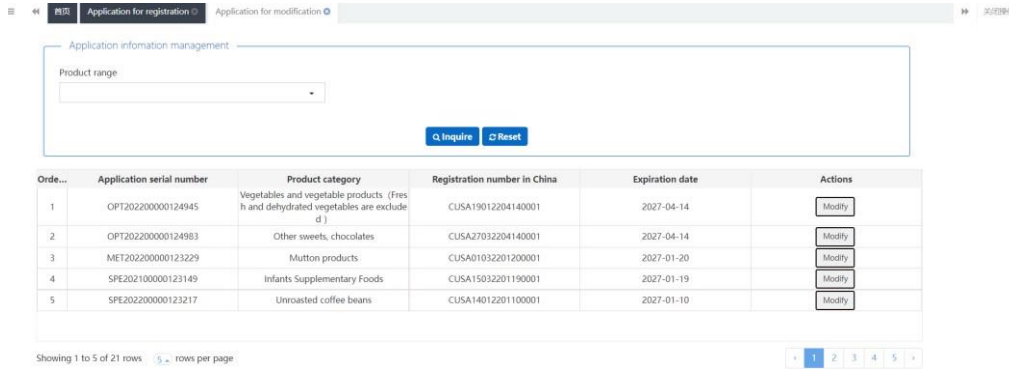 首页 Application for registration Application for modification
Application infomation management
Product range
Inquire Reset
Orde... Application serial number Product category Registration number in China Expiration date Actions
1 OPT202200000124945 Vegetables and vegetable products (Fres
h and dehydrated vegetables are exclude
d ) CUSA19012204140001 2027-04-14 Modify
2 OPT202200000124983 Other sweets, chocolates CUSA27032204140001 2027-04-14 Modify
3 MET202200000123229 Mutton products CUSA01032201200001 2027-01-20 Modify
4 SPE202100000123149 Infants Supplementary Foods CUSA15032201190001 2027-01-19 Modify
5 SPE202200000123217 Unroasted coffee beans CUSA14012201100001 2027-01-10 Modify
Showing 1 to 5 of 21 rows 5 rows per page ‹ 1 2 3 4 5 ›